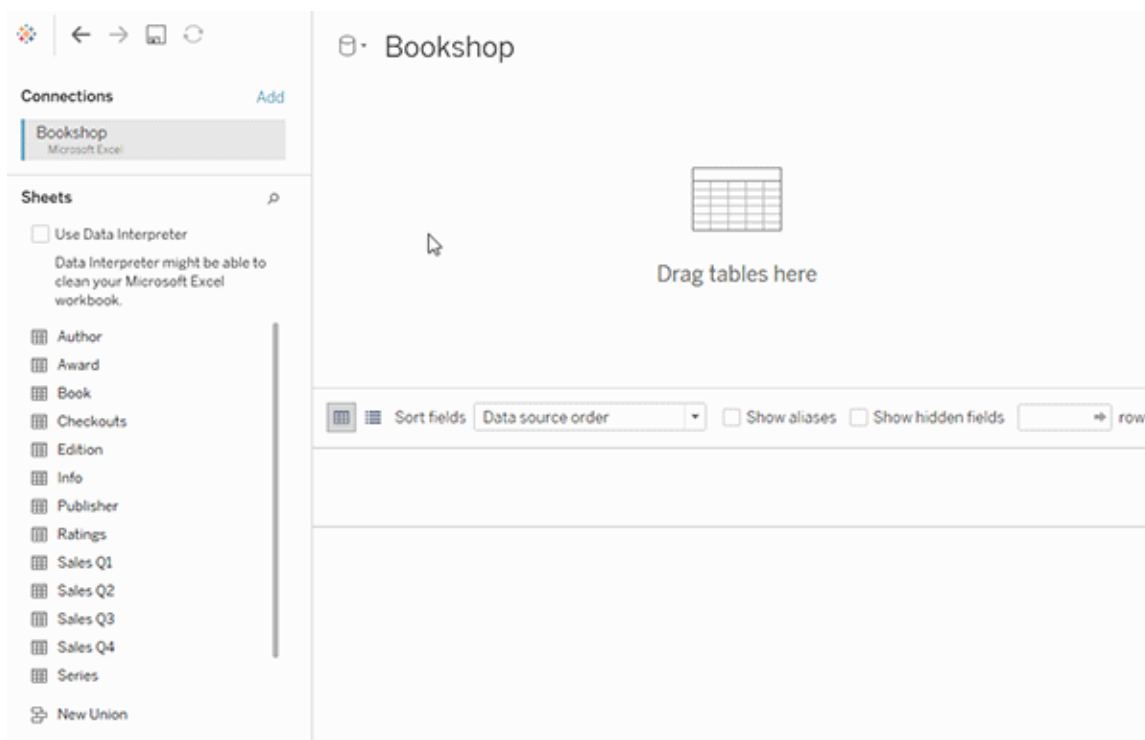 Bookshop
Connections
Add
Bookshop
Microsoft Excel
Sheets
Use Data Interpreter
Data Interpreter might be able to
clean your Microsoft Excel
workbook.
Author
Award
Book
Checkouts
Edition
Info
Publisher
Ratings
Sales Q1
Sales Q2
Sales Q3
Sales Q4
Series
New Union
Drag tables here
Sort fields Data source order Show aliases Show hidden fields row